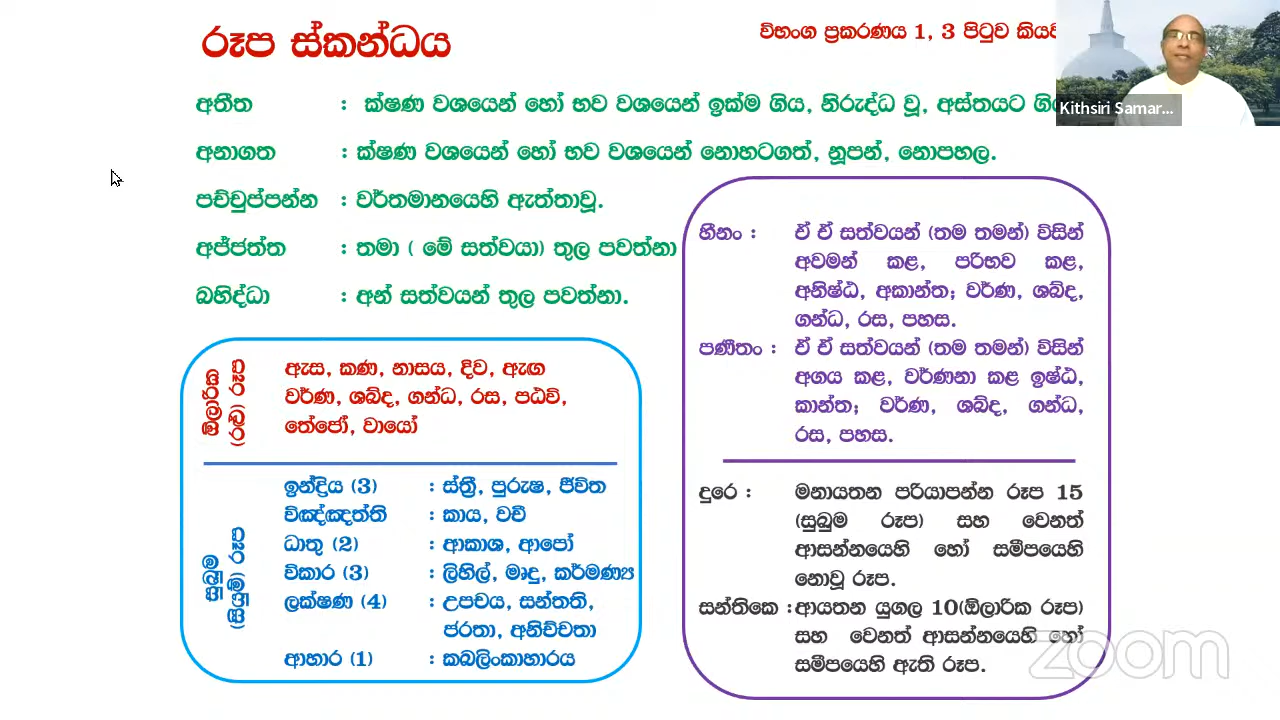 රූප ස්කන්ධය
විභංග ප්‍රකරණය 1, 3 පිටුව
Kithsiri Samar...
අතීත : ක්ෂණ වශයෙන් හෝ භව වශයෙන් ඉක්ම ගිය, නිරුද්ධ වූ, අස්තයට
අනාගත : ක්ෂණ වශයෙන් හෝ භව වශයෙන් නොහටගත්, නූපන්, නොපහල.
පච්චුප්පන්න : වර්තමානයෙහි ඇත්තාවූ.
අජ්ජත්ත : තමා ( මේ සත්වයා) තුල පවත්නා
බහිද්ධා : අන් සත්වයන් තුල පවත්නා.
ඕලාරික
(රළු) රූප
ඇස, කණ, නාසය, දිව, ඇඟ
වර්ණ, ශබ්ද, ගන්ධ, රස, පඨවි,
තේජෝ, වායෝ
සුඛුම
(සියුම්) රූප
ඉන්ද්‍රිය (3) : ස්ත්‍රී, පුරුෂ, ජීවිත
විඤ්ඤත්ති : කාය, වචී
ධාතු (2) : ආකාශ, ආපෝ
විකාර (3) : ලිහිල්, මෘදු, කර්මණ්‍ය
ලක්ෂණ (4) : උපචය, සන්තති,
ජරතා, අනිච්චතා
ආහාර (1) : කබලිංකාහාරය
හීනං : ඒ ඒ සත්වයන් (තම තමන්) විසින්
අවමන් කළ, පරිභව කළ,
අනිෂ්ඨ, අකාන්ත; වර්ණ, ශබ්ද,
ගන්ධ, රස, පහස.
පණීතං : ඒ ඒ සත්වයන් (තම තමන්) විසින්
අගය කළ, වර්ණනා කළ ඉෂ්ඨ,
කාන්ත; වර්ණ, ශබ්ද, ගන්ධ,
රස, පහස.
දුරෙ : මනායතන පරියාපන්න රූප 15
(සුඛුම රූප) සහ වෙනත්
ආසන්නයෙහි හෝ සමීපයෙහි
නොවූ රූප.
සන්තිකෙ : ආයතන යුගල 10(ඕලාරික රූප)
සහ වෙනත් ආසන්නයෙහි හෝ
සමීපයෙහි ඇති රූප.
zoom